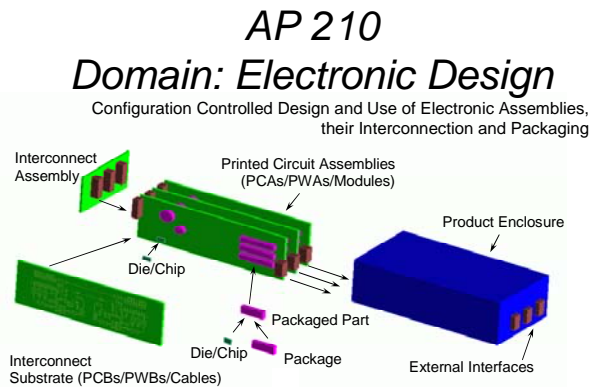 AP 210
Domain: Electronic Design
Configuration Controlled Design and Use of Electronic Assemblies,
their Interconnection and Packaging
Interconnect
Assembly
Printed Circuit Assemblies
(PCAs/PWAs/Modules)
Product Enclosure
Die/Chip
Packaged Part
Die/Chip
Package
Interconnect
Substrate (PCBs/PWBs/Cables)
External Interfaces